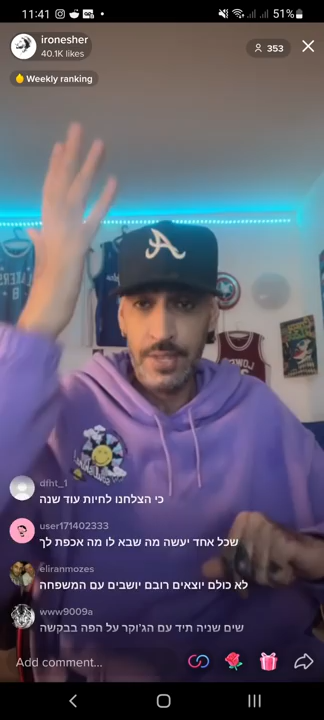 11:41
51%
ironesher
40.1K likes
353
Weekly ranking
A
dfht_1
כי הצלחנו לחיות עוד שנה
user171402333
שכל אחד יעשה מה שבא לו מה אכפת לך
eliranmozes
לא כולם יוצאים רובם יושבים עם המשפחה
www9009a
שים שניה תיד עם הג'וקר על הפה בבקשה
Add comment...